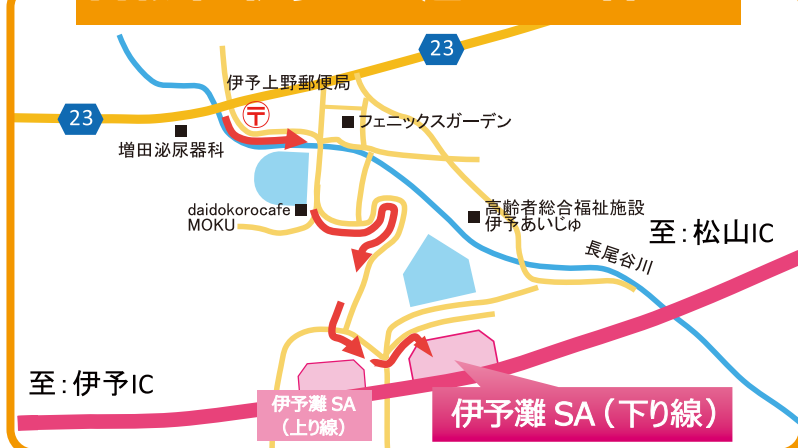 23
伊予上野郵便局
〒
23
フェニックスガーデン
増田泌尿器科
daidokorocafe
MOKU
高齢者総合福祉施設
伊予あいじゅ
至:松山IC
長尾谷川
至:伊予IC
伊予灘 SA
(上り線)
伊予灘 SA(下り線)